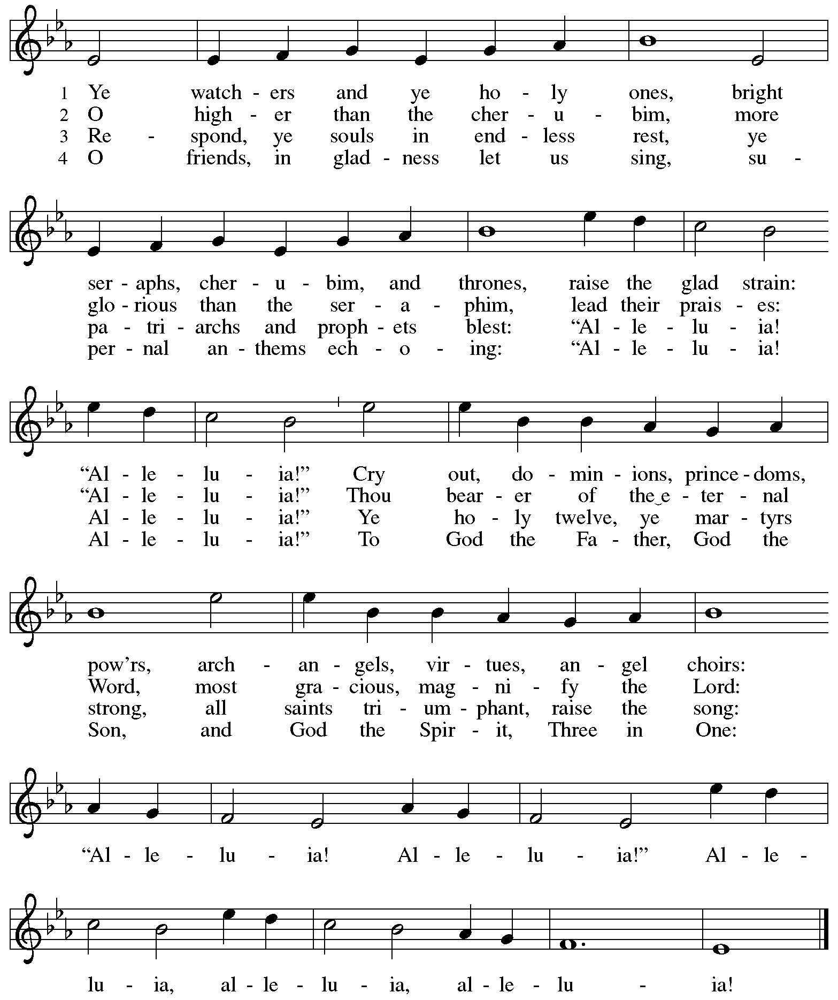 1 Ye watch - ers and ye ho - ly ones, bright
2 O high - er than the cher - u - bim, more
3 Re - spond, ye souls in end - less rest, ye
4 O friends, in glad - ness let us sing, su -
ser - aphs, cher - u - bim, and thrones, raise the glad strain:
glo - rious than the ser - a - phim, lead their prais - es:
pa - tri - archs and proph - ets blest: “Al - le - lu - ia!
per - nal an - thems ech - o - ing: “Al - le - lu - ia!
“Al - le - lu - ia!” Cry out, do - min - ions, prince - doms,
“Al - le - lu - ia!” Thou bear - er of the‿e - ter - nal
Al - le - lu - ia!” Ye ho - ly twelve, ye mar - tyrs
Al - le - lu - ia!” To God the Fa - ther, God the
pow’rs, arch - an - gels, vir - tues, an - gel choirs:
Word, most gra - cious, mag - ni - fy the Lord:
strong, all saints tri - um - phant, raise the song:
Son, and God the Spir - it, Three in One:
“Al - le - lu - ia! Al - le - lu - ia!” Al - le -
lu - ia, al - le - lu - ia, al - le - lu - ia!